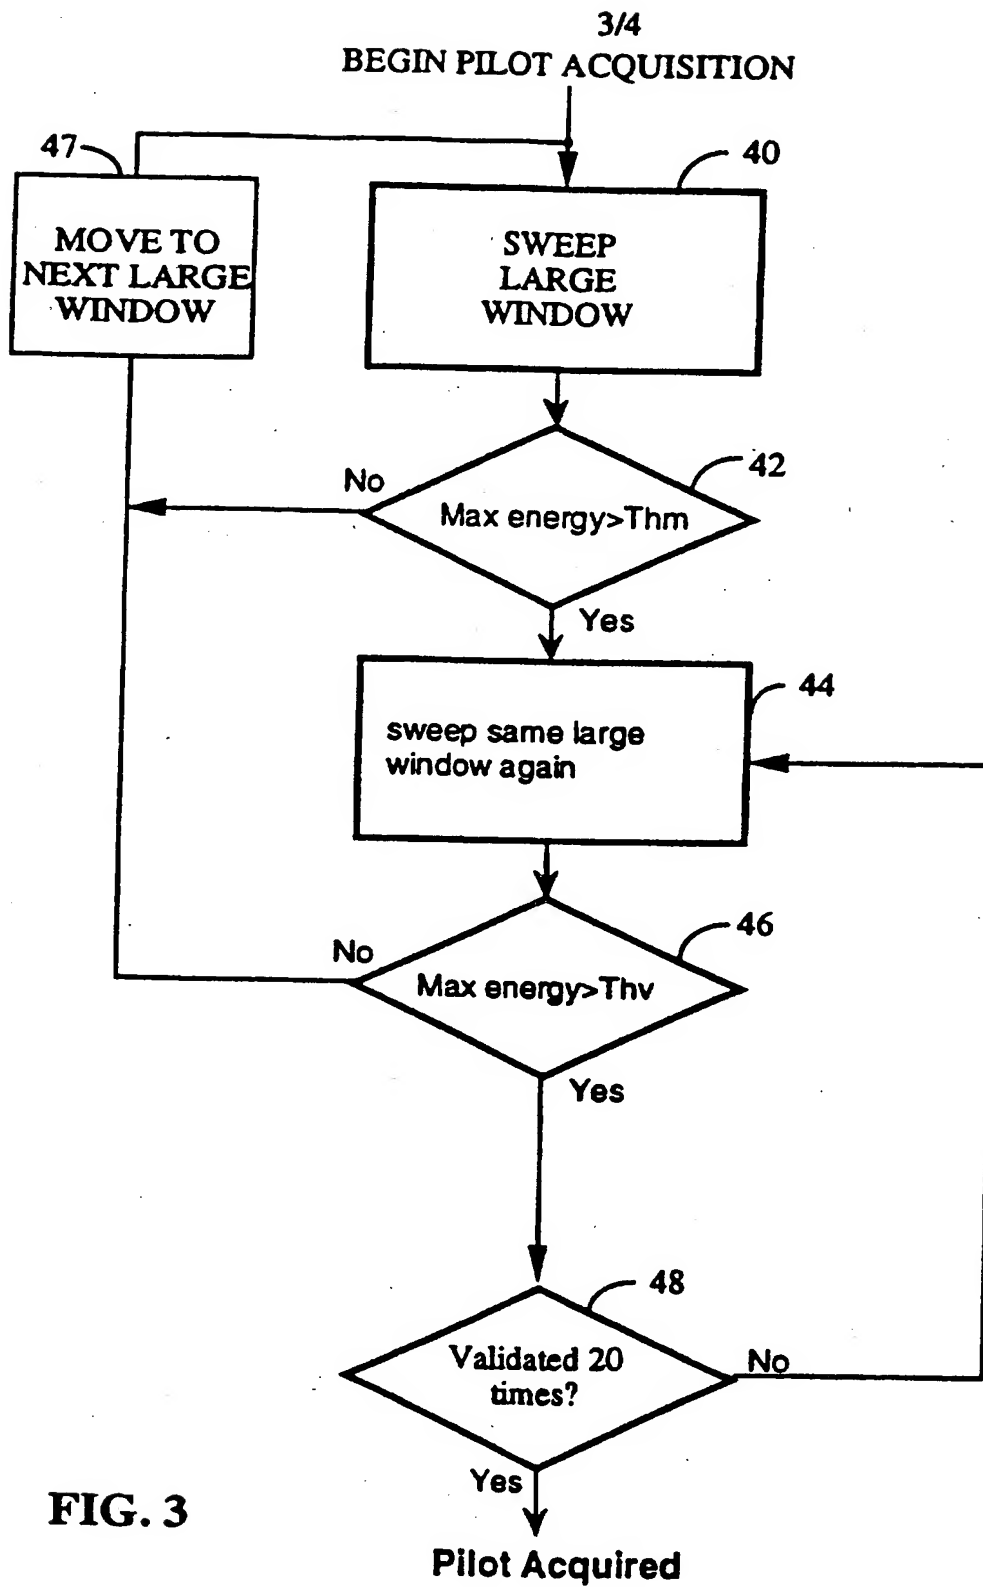 3/4
BEGIN PILOT ACQUISITION
47
40
MOVE TO
NEXT LARGE
WINDOW
SWEEP
LARGE
WINDOW
42
No
Max energy>Thm
Yes
44
sweep same large
window again
46
No
Max energy>Thv
Yes
48
Validated 20
times?
No
Yes
FIG. 3
Pilot Acquired